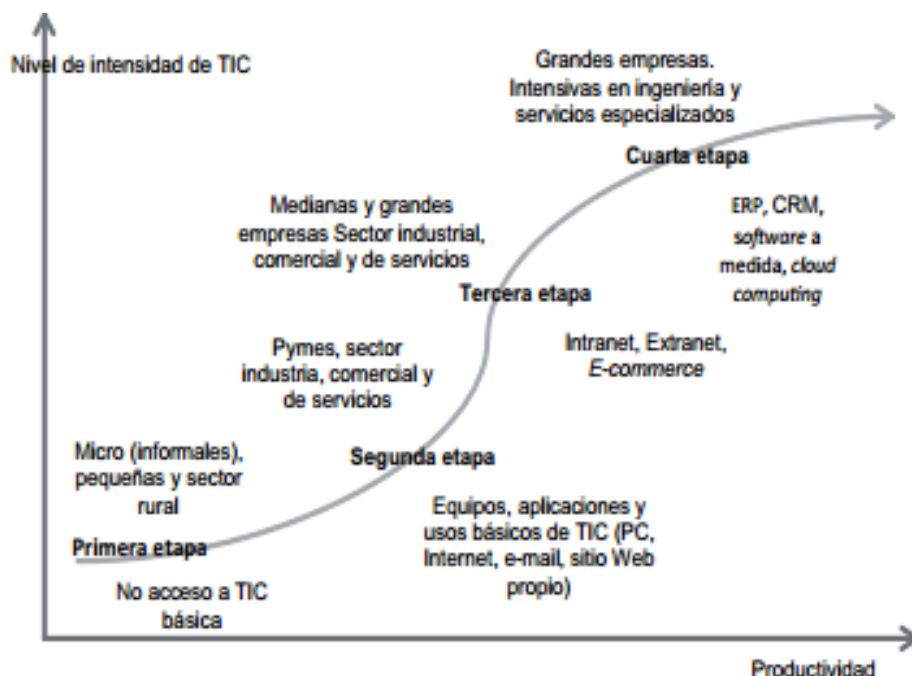 Nivel de intensidad de TIC
Grandes empresas.
Intensivas en ingeniería y
servicios especializados
Cuarta etapa
ERP, CRM,
software a
medida, cloud
computing
Medianas y grandes
empresas Sector industrial,
comercial y de servicios
Tercera etapa
Intranet, Extranet,
E-commerce
Pymes, sector
industria, comercial y
de servicios
Segunda etapa
Equipos, aplicaciones y
usos básicos de TIC (PC,
Internet, e-mail, sitio Web
propio)
Micro (informales),
pequeñas y sector
rural
Primera etapa
No acceso a TIC
básica
Productividad